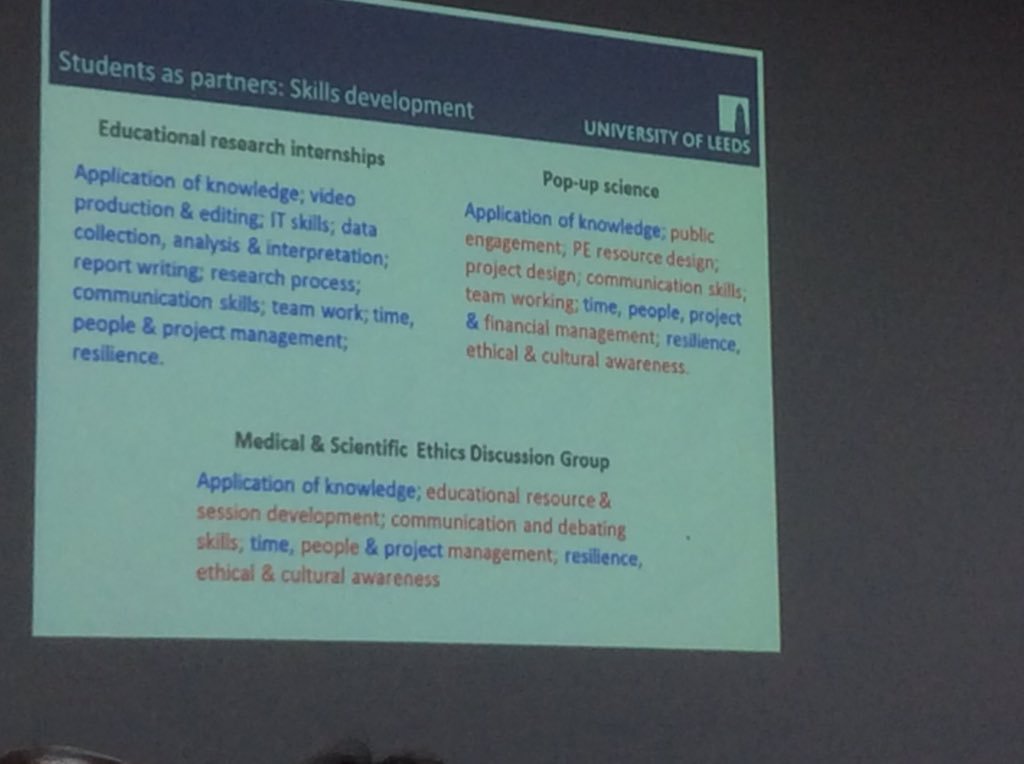 Students as partners: Skills development
UNIVERSITY OF LEEDS
Educational research internships
Application of knowledge; video
production & editing; IT skills; data
collection, analysis & interpretation;
report writing; research process;
communication skills; team work; time,
people & project management;
resilience.
Pop-up science
Application of knowledge; public
engagement; PE resource design;
project design; communication skills;
team working; time, people, project
& financial management; resilience,
ethical & cultural awareness.
Medical & Scientific Ethics Discussion Group
Application of knowledge; educational resource &
session development; communication and debating
skills; time, people & project management; resilience,
ethical & cultural awareness